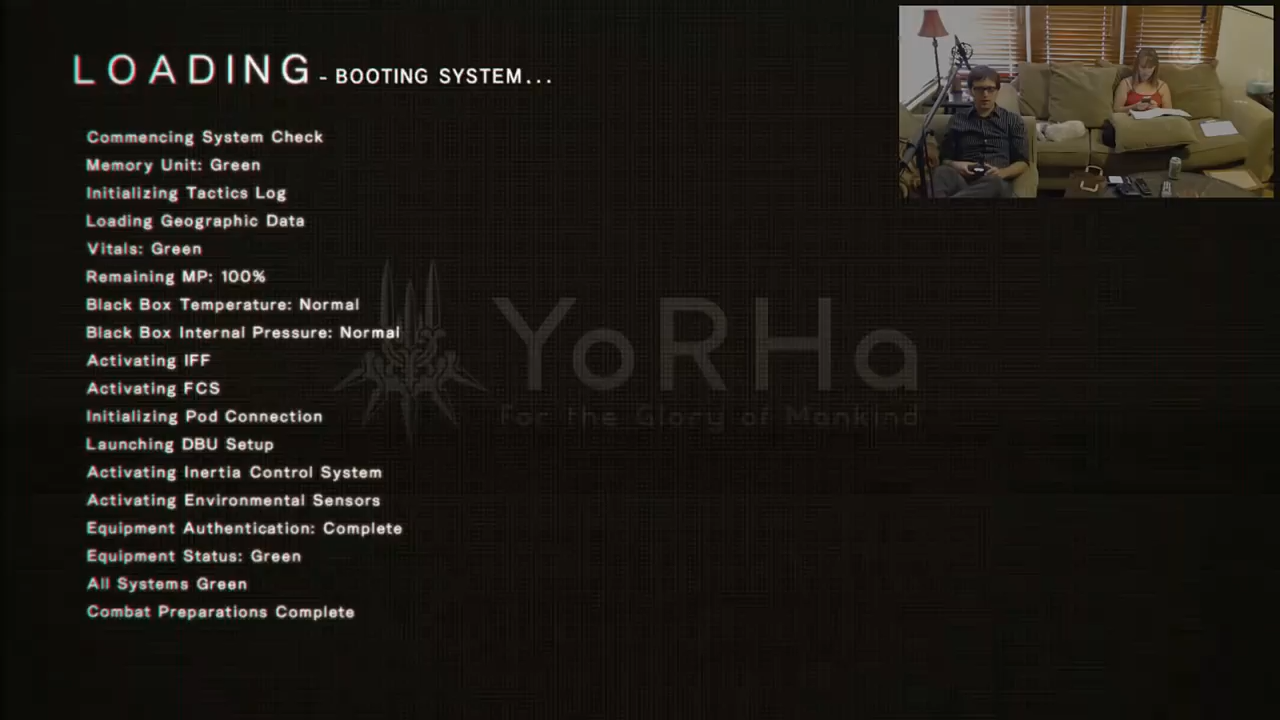 LOADING - BOOTING SYSTEM...
Commencing System Check
Memory Unit: Green
Initializing Tactics Log
Loading Geographic Data
Vitals: Green
Remaining MP: 100%
Black Box Temperature: Normal
Black Box Internal Pressure: Normal
Activating IFF
Activating FCS
Initializing Pod Connection
Launching DBU Setup
Activating Inertia Control System
Activating Environmental Sensors
Equipment Authentication: Complete
Equipment Status: Green
All Systems Green
Combat Preparations Complete
YoRHa
For the Glory of Mankind